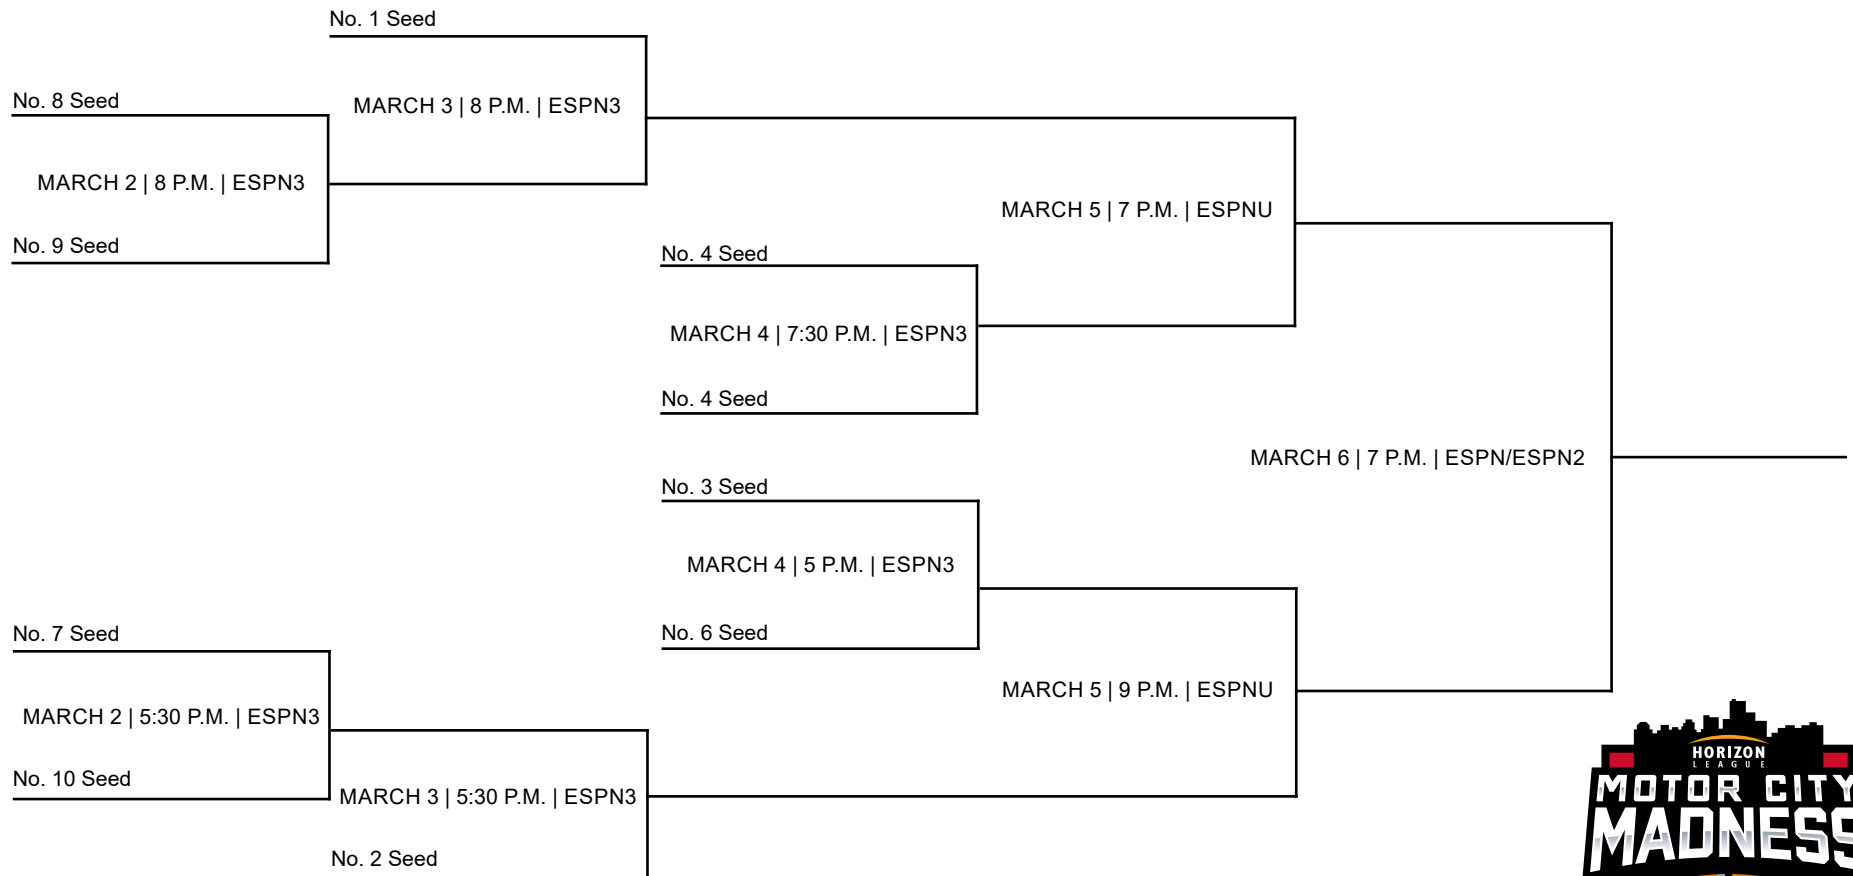 No. 1 Seed
No. 8 Seed
MARCH 3 | 8 P.M. | ESPN3
MARCH 2 | 8 P.M. | ESPN3
No. 9 Seed
MARCH 5 | 7 P.M. | ESPNU
No. 4 Seed
MARCH 4 | 7:30 P.M. | ESPN3
No. 4 Seed
MARCH 6 | 7 P.M. | ESPN/ESPN2
No. 3 Seed
MARCH 4 | 5 P.M. | ESPN3
No. 6 Seed
No. 7 Seed
MARCH 5 | 9 P.M. | ESPNU
MARCH 2 | 5:30 P.M. | ESPN3
No. 10 Seed
MARCH 3 | 5:30 P.M. | ESPN3
No. 2 Seed
HORIZON
LEAGUE
MOTOR CITY
MADNESS